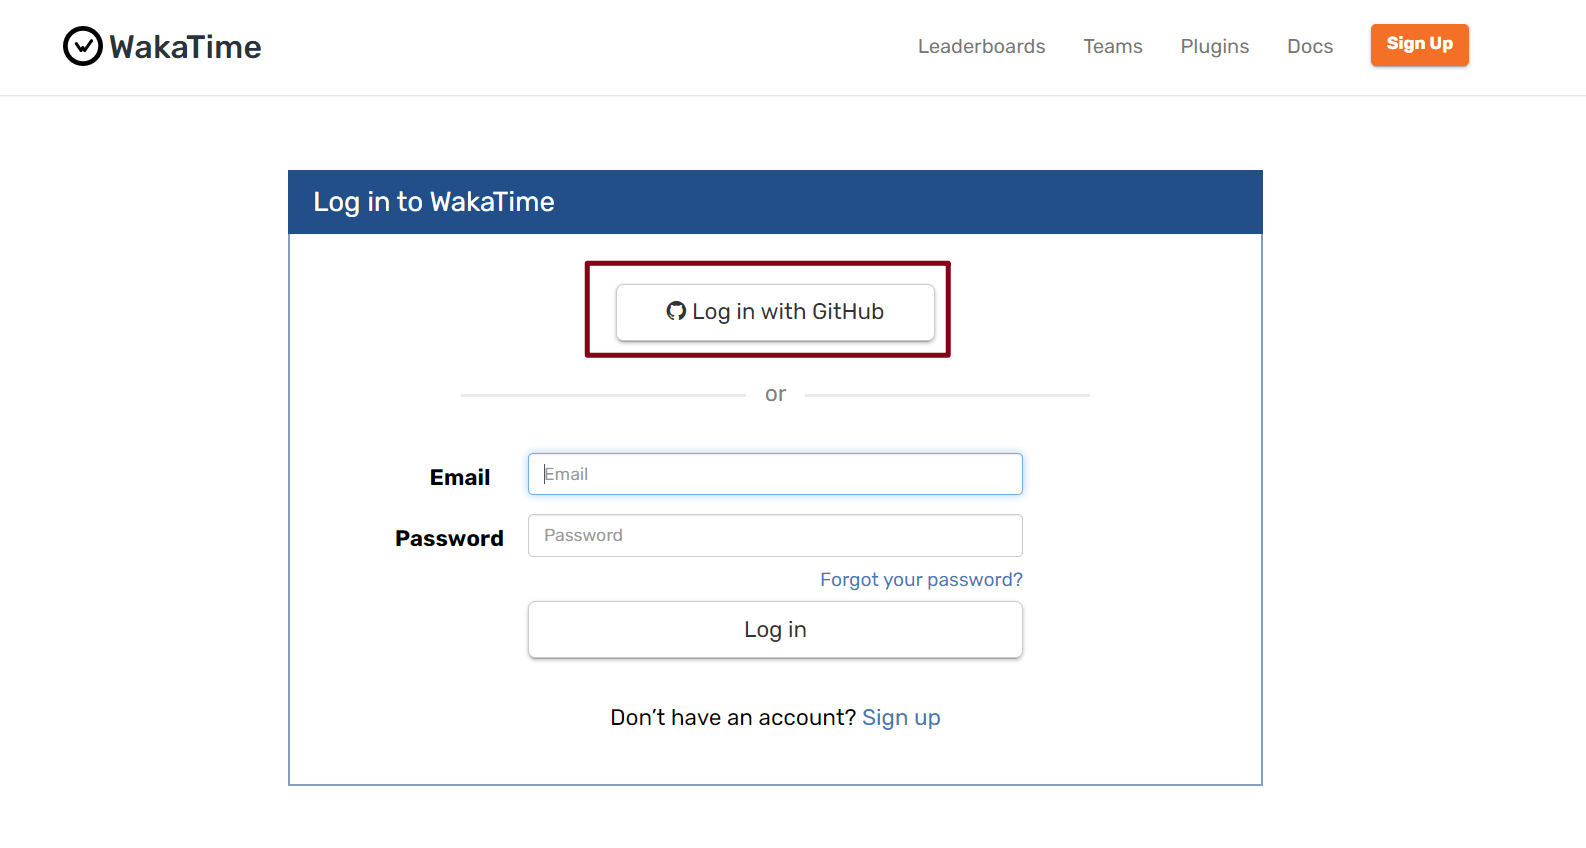 WakaTime
Leaderboards Teams Plugins Docs Sign Up
Log in to WakaTime
Log in with GitHub
or
Email Email
Password Password
Forgot your password?
Log in
Don’t have an account? Sign up